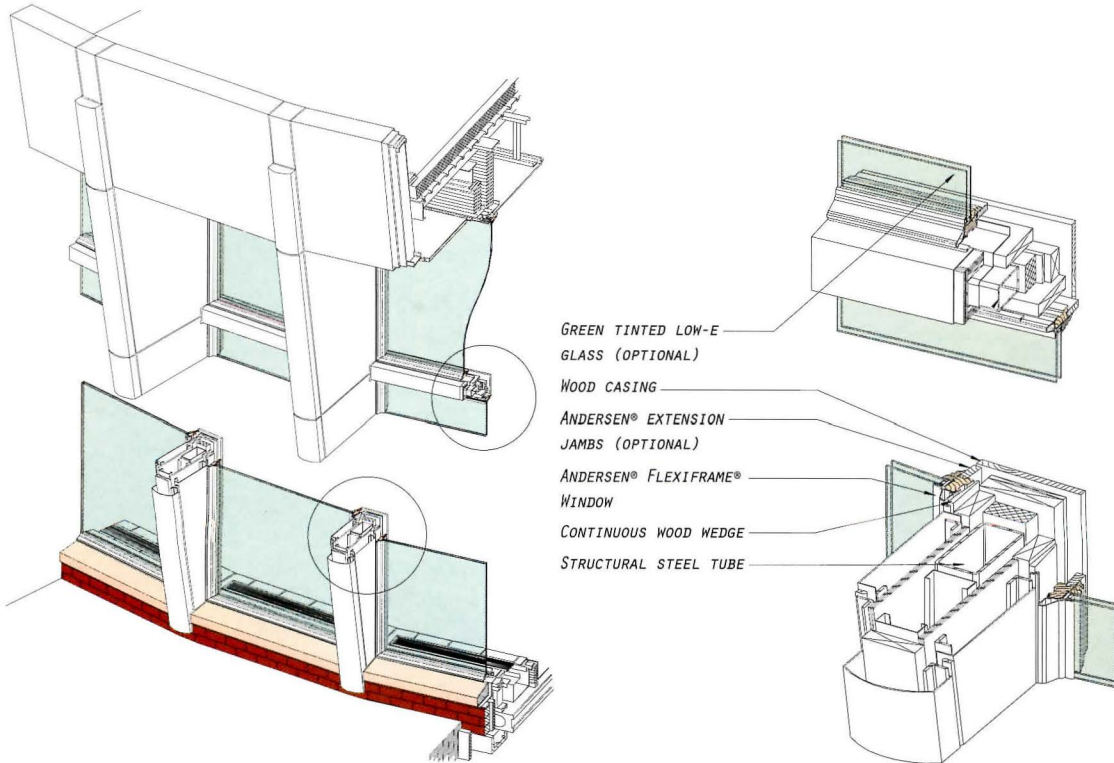 GREEN TINTED LOW-E
GLASS (OPTIONAL)
WOOD CASING
ANDERSEN® EXTENSION
JAMBS (OPTIONAL)
ANDERSEN® FLEXIFRAME®
WINDOW
CONTINUOUS WOOD WEDGE
STRUCTURAL STEEL TUBE